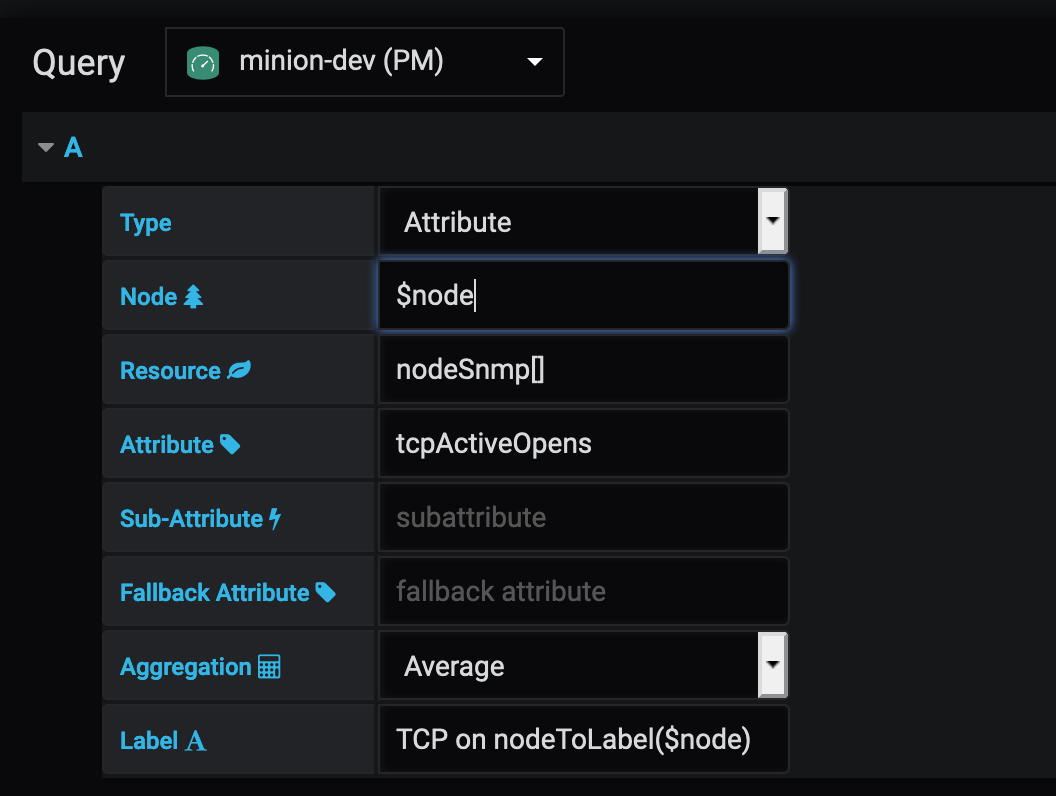 Query minion-dev (PM)
A
Type Attribute
Node $node
Resource nodeSnmp[]
Attribute tcpActiveOpens
Sub-Attribute subattribute
Fallback Attribute fallback attribute
Aggregation Average
Label TCP on nodeToLabel($node)